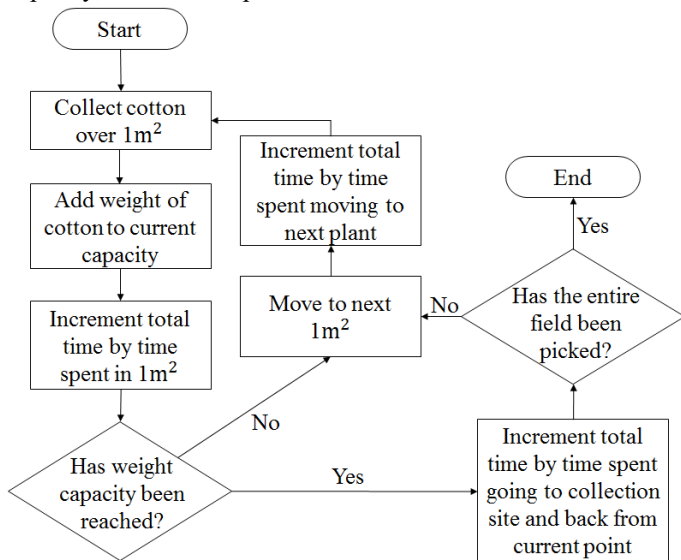 Start
Collect cotton
over 1m²
Add weight of
cotton to current
capacity
Increment total
time by time
spent in 1m²
Has weight
capacity been
reached?
No
Yes
Move to next
1m²
Increment total
time by time
spent moving to
next plant
Increment total
time by time spent
going to collection
site and back from
current point
Has the entire
field been
picked?
No
Yes
End